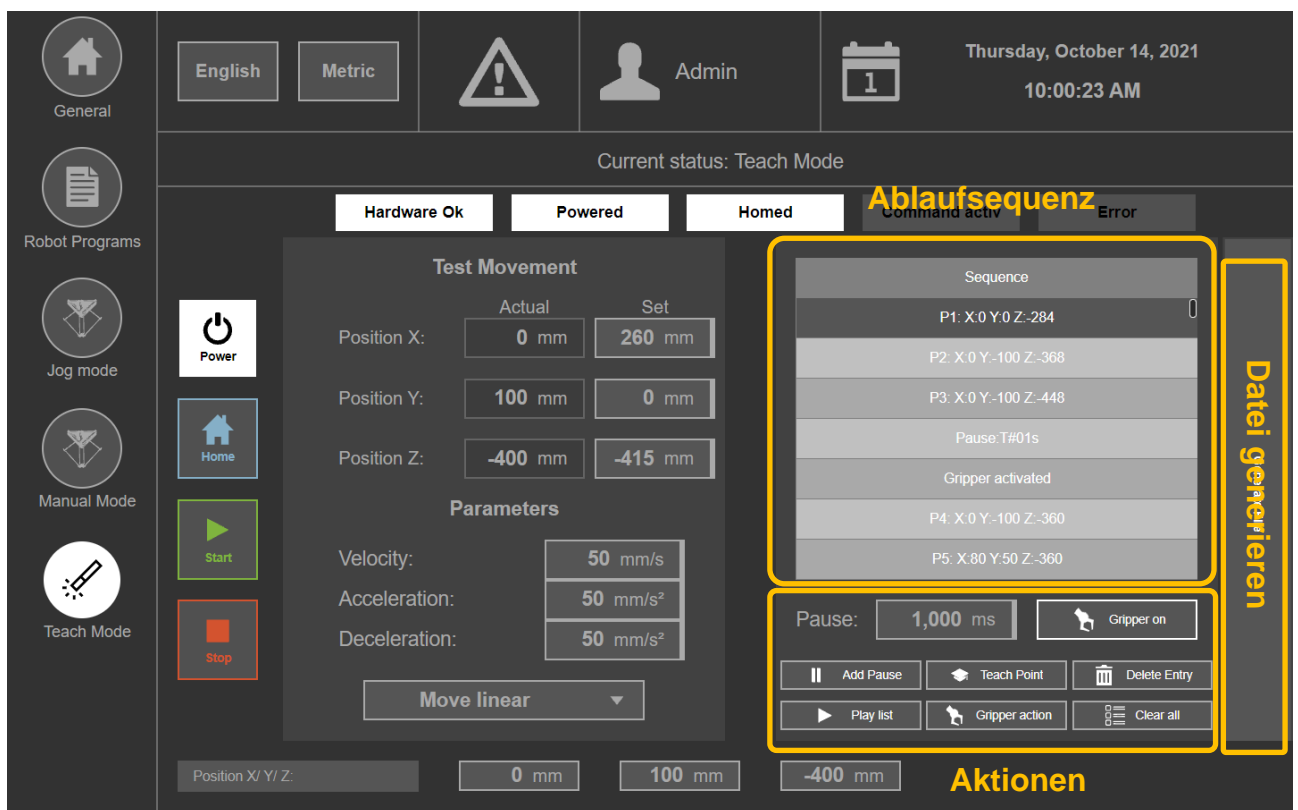 English
Metric
Admin
1
Thursday, October 14, 2021
10:00:23 AM
General
Current status: Teach Mode
Ablaufsequenz
Hardware Ok
Powered
Homed
Command activ
Error
Robot Programs
Jog mode
Manual Mode
Teach Mode
Power
Home
Start
Stop
Test Movement
Actual
Set
Position X:
0 mm
260 mm
Position Y:
100 mm
0 mm
Position Z:
-400 mm
-415 mm
Parameters
Velocity:
50 mm/s
Acceleration:
50 mm/s²
Deceleration:
50 mm/s²
Move linear
Sequence
P1: X:0 Y:0 Z:-284
P2: X:0 Y:-100 Z:-368
P3: X:0 Y:-100 Z:-448
Pause:T#01s
Gripper activated
P4: X:0 Y:-100 Z:-360
P5: X:80 Y:50 Z:-360
Pause:
1,000 ms
Gripper on
Add Pause
Teach Point
Delete Entry
Play list
Gripper action
Clear all
Datei generieren
Position X/ Y/ Z:
0 mm
100 mm
-400 mm
Aktionen